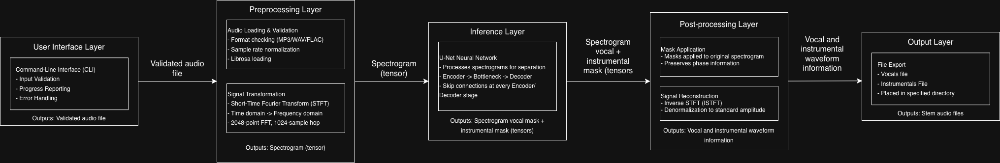 User Interface Layer
Command-Line Interface (CLI)
- Input Validation
- Progress Reporting
- Error Handling
Outputs: Validated audio file
Validated audio
file
Preprocessing Layer
Audio Loading & Validation
- Format checking (MP3/WAV/FLAC)
- Sample rate normalization
- Librosa loading
Signal Transformation
- Short-Time Fourier Transform (STFT)
- Time domain -> Frequency domain
- 2048-point FFT, 1024-sample hop
Outputs: Spectrogram (tensor)
Spectrogram
(tensor)
Inference Layer
U-Net Neural Network
- Processes spectrograms for separation
- Encoder -> Bottleneck -> Decoder
- Skip connections at every Encoder/
Decoder stage
Outputs: Spectrogram vocal mask +
instrumental mask (tensors)
Spectrogram
vocal +
instrumental
mask (tensors
Post-processing Layer
Mask Application
- Masks applied to original spectrogram
- Preserves phase information
Signal Reconstruction
- Inverse STFT (ISTFT)
- Denormalization to standard amplitude
Outputs: Vocal and instrumental waveform
information
Vocal and
instrumental
waveform
information
Output Layer
File Export
- Vocals file
- Instrumentals File
- Placed in specified directory
Outputs: Stem audio files